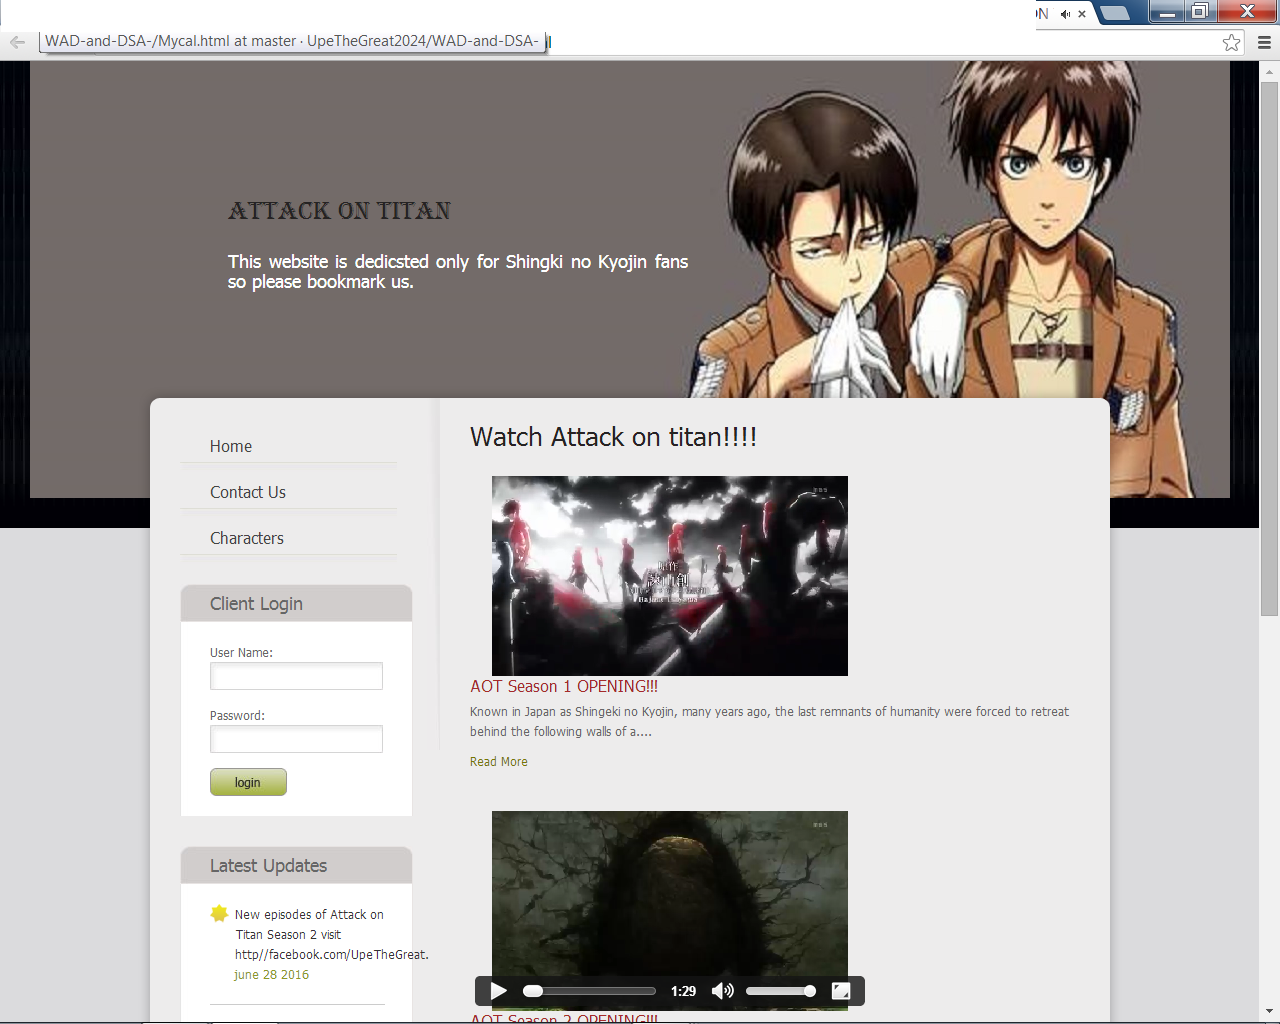 ON
WAD-and-DSA-/Mycal.html at master · UpeTheGreat2024/WAD-and-DSA-
ATTACK ON TITAN
This website is dedicsted only for Shingki no Kyojin fans
so please bookmark us.
Home
Contact Us
Characters
Client Login
User Name:
Password:
login
Latest Updates
New episodes of Attack on
Titan Season 2 visit
http//facebook.com/UpeTheGreat.
june 28 2016
Watch Attack on titan!!!!
AOT Season 1 OPENING!!!
Known in Japan as Shingeki no Kyojin, many years ago, the last remnants of humanity were forced to retreat
behind the following walls of a....
Read More
1:29
AOT Season 2 OPENING!!!